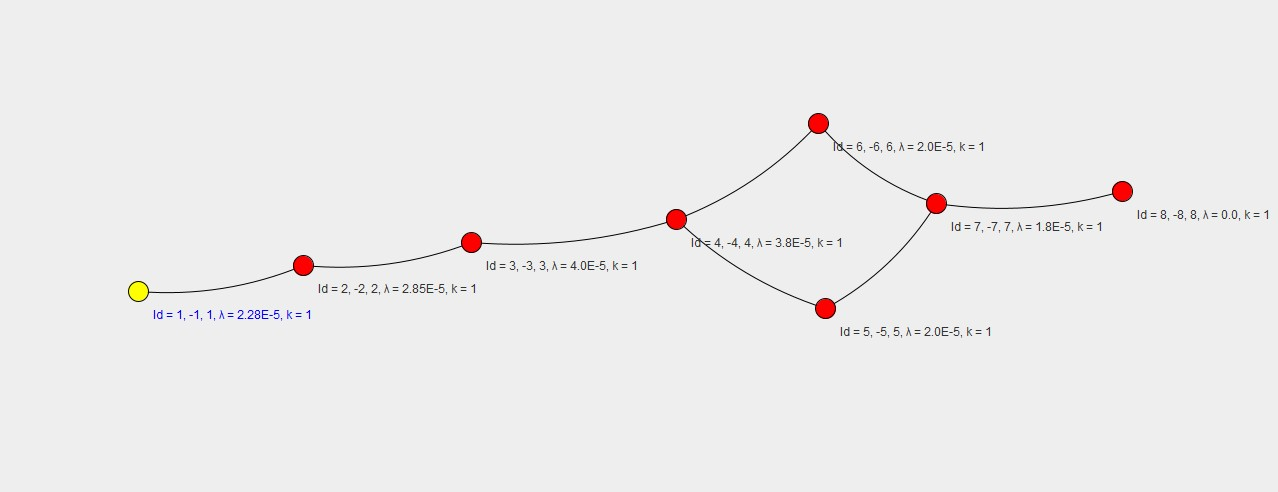 Id = 6, -6, 6, λ = 2.0E-5, k = 1
Id = 8, -8, 8, λ = 0.0, k = 1
Id = 7, -7, 7, λ = 1.8E-5, k = 1
Id = 4, -4, 4, λ = 3.8E-5, k = 1
Id = 3, -3, 3, λ = 4.0E-5, k = 1
Id = 2, -2, 2, λ = 2.85E-5, k = 1
Id = 1, -1, 1, λ = 2.28E-5, k = 1
Id = 5, -5, 5, λ = 2.0E-5, k = 1